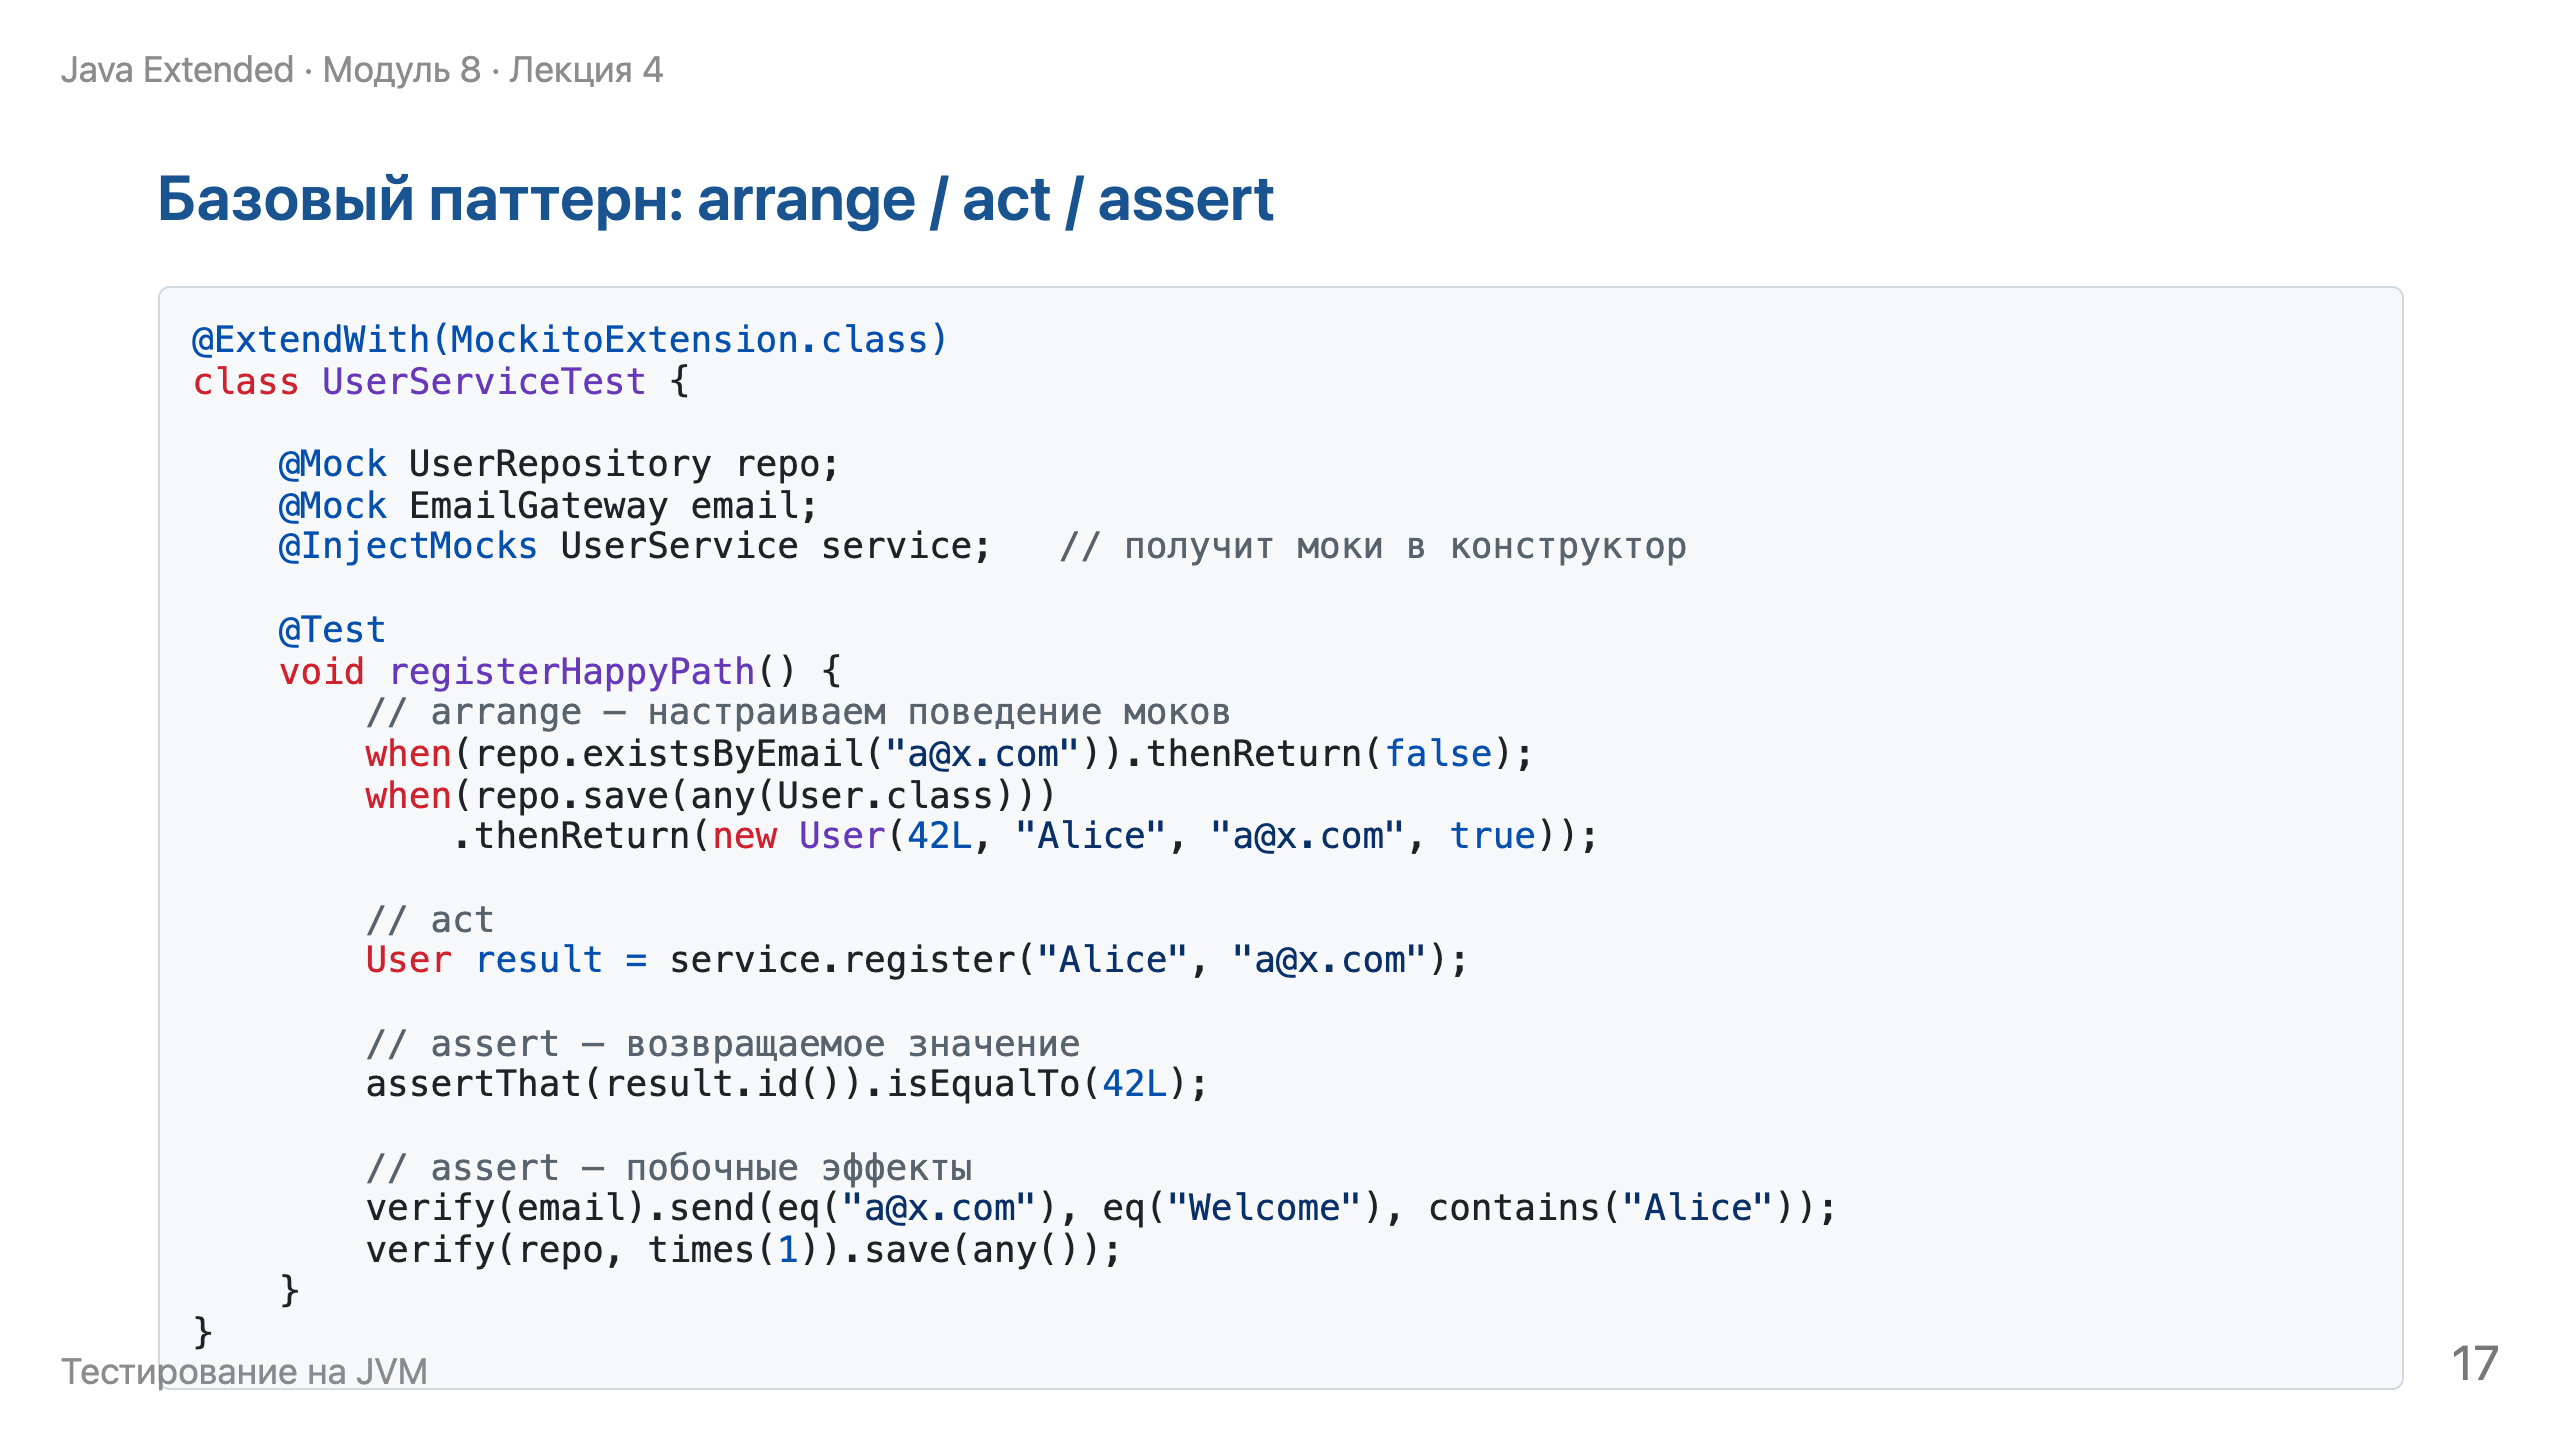 Java Extended · Модуль 8 · Лекция 4
Базовый паттерн: arrange / act / assert
@ExtendWith(MockitoExtension.class)
class UserServiceTest {
    @Mock UserRepository repo;
    @Mock EmailGateway email;
    @InjectMocks UserService service;   // получит моки в конструктор
    @Test
    void registerHappyPath() {
        // arrange — настраиваем поведение моков
        when(repo.existsByEmail("a@x.com")).thenReturn(false);
        when(repo.save(any(User.class)))
            .thenReturn(new User(42L, "Alice", "a@x.com", true));
        // act
        User result = service.register("Alice", "a@x.com");
        // assert — возвращаемое значение
        assertThat(result.id()).isEqualTo(42L);
        // assert — побочные эффекты
        verify(email).send(eq("a@x.com"), eq("Welcome"), contains("Alice"));
        verify(repo, times(1)).save(any());
    }
}
Тестирование на JVM
17